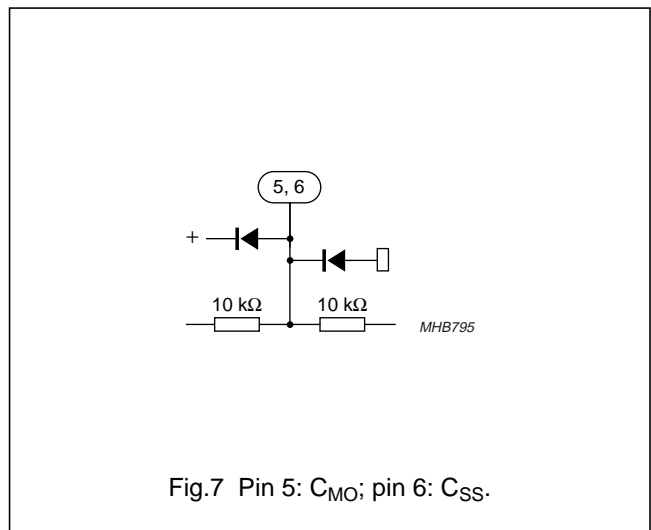 5, 6
+
10 kΩ 10 kΩ
MHB795
Fig.7 Pin 5: CMO; pin 6: CSS.